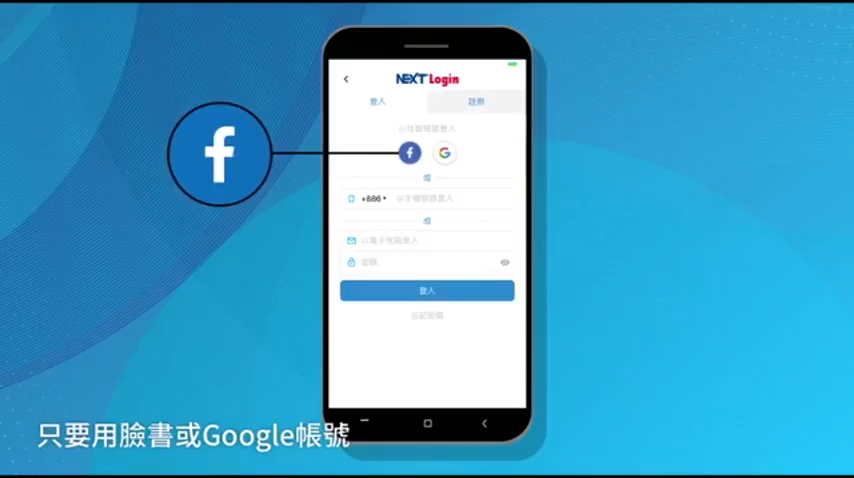 NEXT Login
登入
註冊
以社群帳號登入
或
+886
以手機號碼登入
或
以電子信箱登入
密碼
登入
忘記密碼
只要用臉書或Google帳號